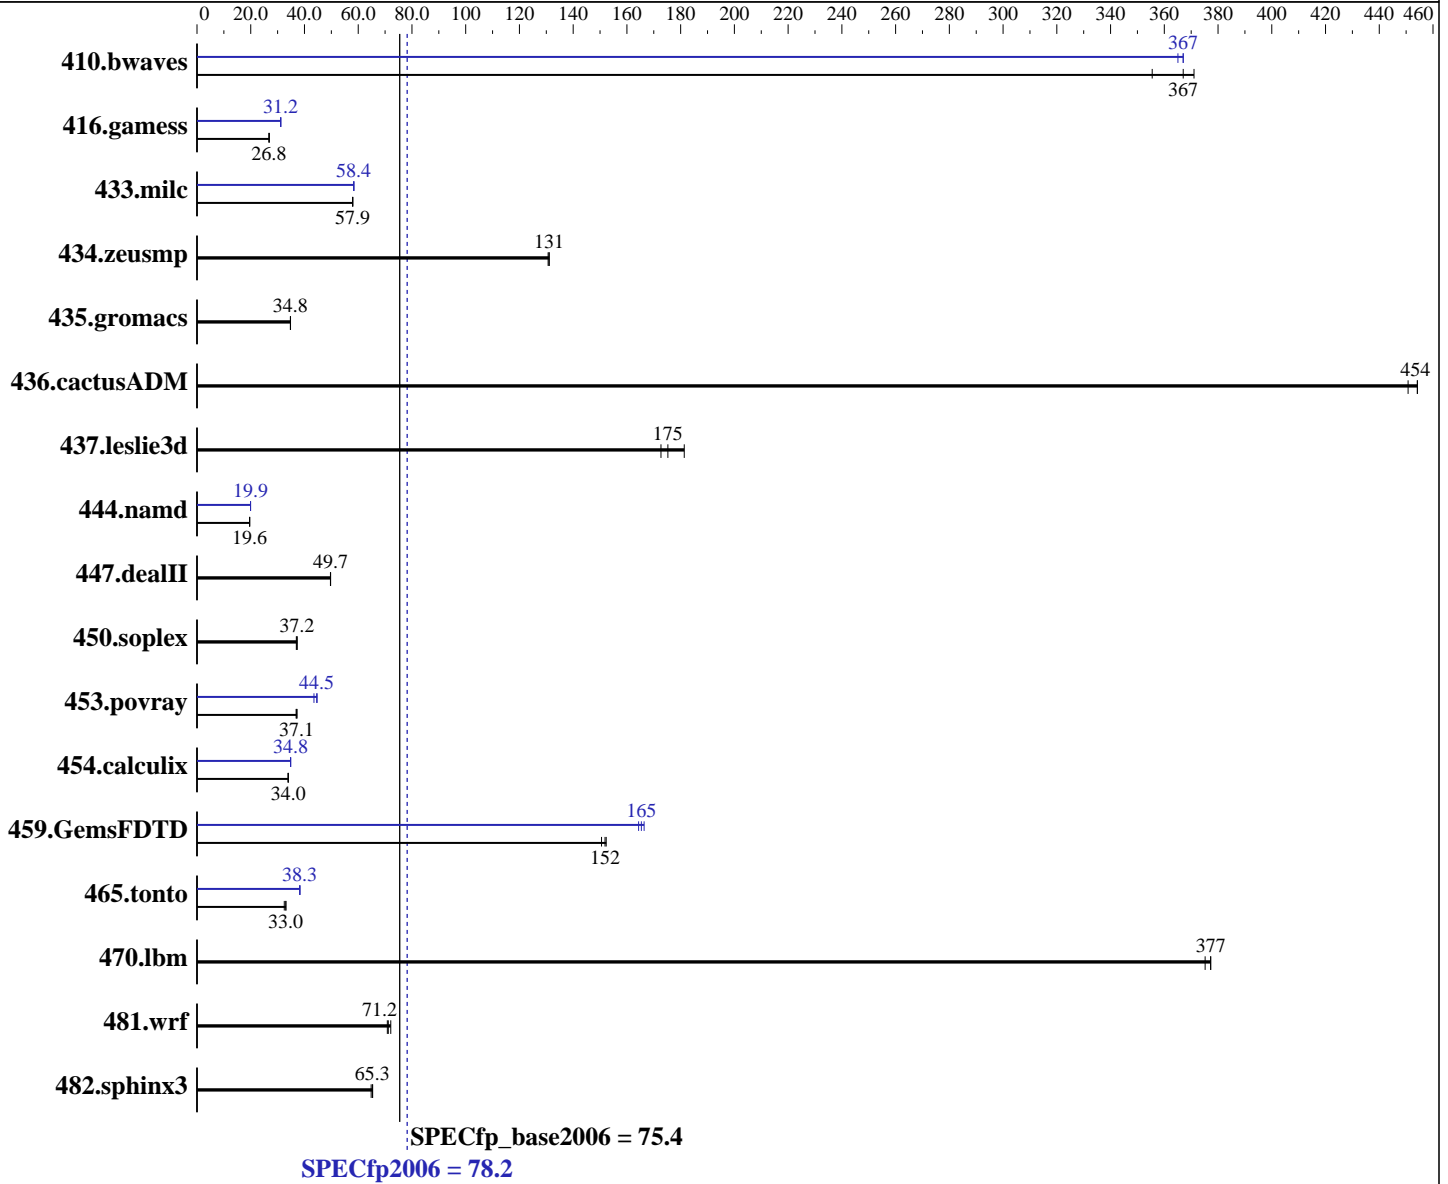 0 20.0 40.0 60.0 80.0 100 120 140 160 180 200 220 240 260 280 300 320 340 360 380 400 420 440 460
367
410.bwaves
367
31.2
416.gamess
26.8
58.4
433.milc
57.9
131
434.zeusmp
34.8
435.gromacs
454
436.cactusADM
175
437.leslie3d
19.9
444.namd
19.6
49.7
447.dealII
37.2
450.soplex
44.5
453.povray
37.1
34.8
454.calculix
34.0
165
459.GemsFDTD
152
38.3
465.tonto
33.0
377
470.lbm
71.2
481.wrf
65.3
482.sphinx3
SPECfp_base2006 = 75.4
SPECfp2006 = 78.2